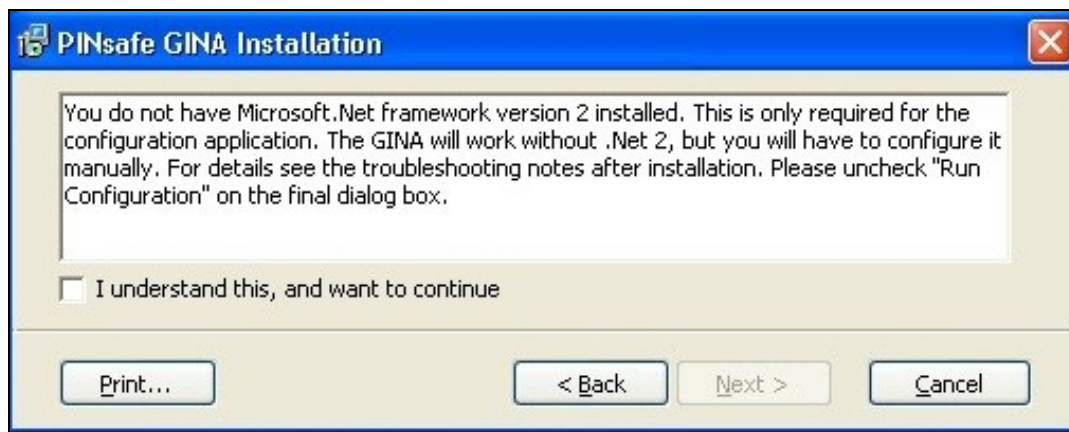 PINsafe GINA Installation
You do not have Microsoft.Net framework version 2 installed. This is only required for the
configuration application. The GINA will work without .Net 2, but you will have to configure it
manually. For details see the troubleshooting notes after installation. Please uncheck "Run
Configuration" on the final dialog box.
I understand this, and want to continue
Print... < Back Next > Cancel